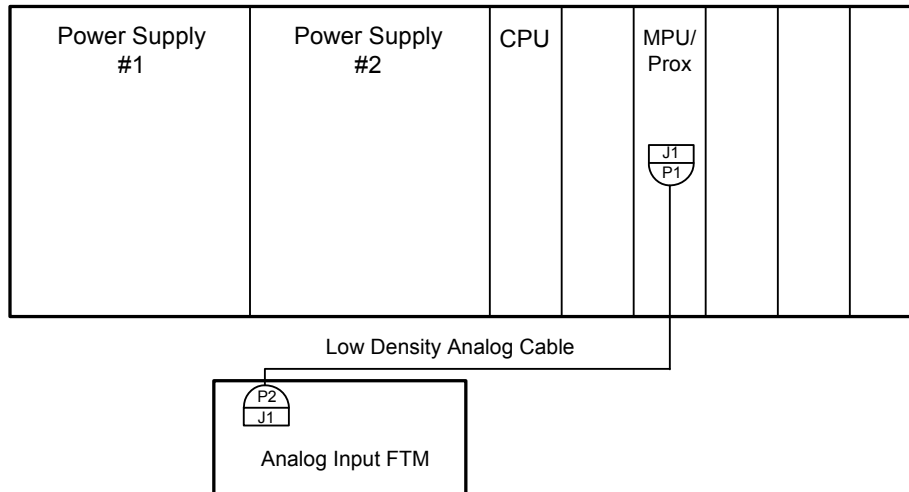 Power Supply
#1
Power Supply
#2
CPU
MPU/
Prox
J1
P1
Low Density Analog Cable
P2
J1
Analog Input FTM